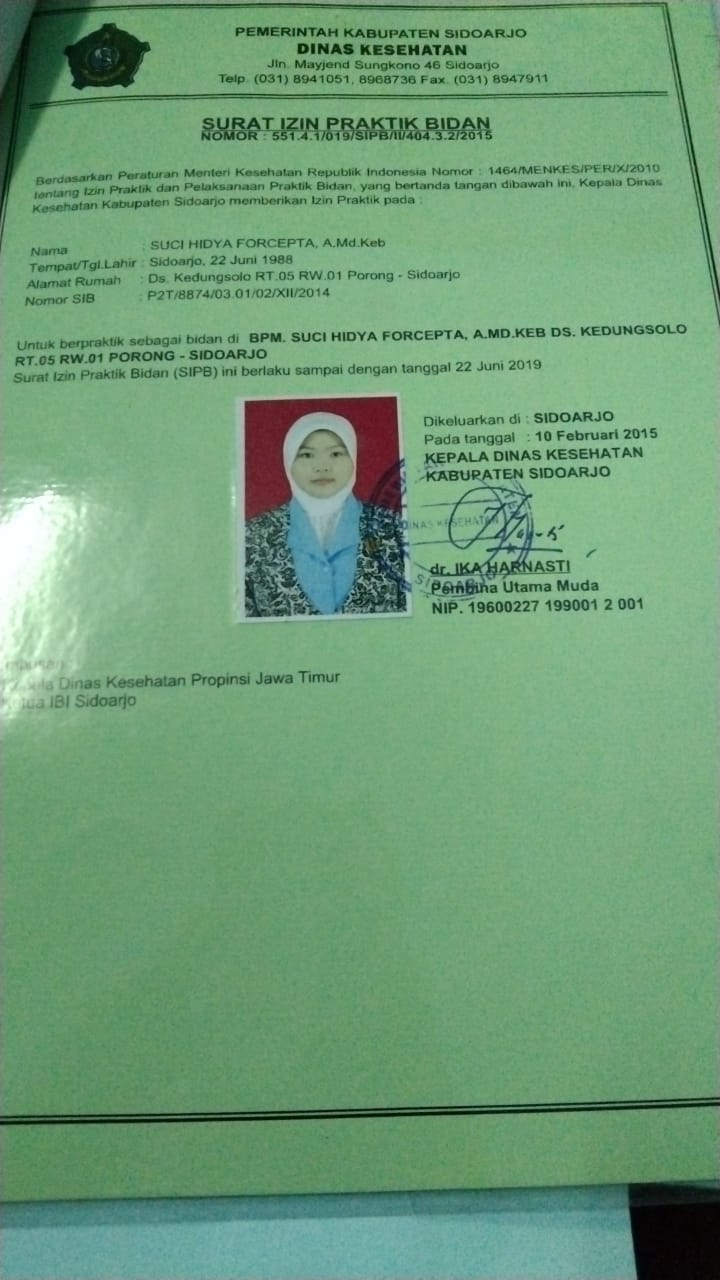 PEMERINTAH KABUPATEN SIDOARJO
DINAS KESEHATAN
Jln. Mayjend Sungkono 46 Sidoarjo
Telp. (031) 8941051, 8968736 Fax. (031) 8947911
SURAT IZIN PRAKTIK BIDAN
NOMOR : 551.4.1/019/SIPB/II/404.3.2/2015
Berdasarkan Peraturan Menteri Kesehatan Republik Indonesia Nomor : 1464/MENKES/PER/X/2010
tentang Izin Praktik dan Pelaksanaan Praktik Bidan, yang bertanda tangan dibawah ini, Kepala Dinas
Kesehatan Kabupaten Sidoarjo memberikan Izin Praktik pada :
Nama : SUCI HIDYA FORCEPTA, A.Md.Keb
Tempat/Tgl.Lahir : Sidoarjo, 22 Juni 1988
Alamat Rumah : Ds. Kedungsolo RT.05 RW.01 Porong - Sidoarjo
Nomor SIB : P2T/8874/03.01/02/XII/2014
Untuk berpraktik sebagai bidan di BPM. SUCI HIDYA FORCEPTA, A.MD.KEB DS. KEDUNGSOLO
RT.05 RW.01 PORONG - SIDOARJO
Surat Izin Praktik Bidan (SIPB) ini berlaku sampai dengan tanggal 22 Juni 2019
Dikeluarkan di : SIDOARJO
Pada tanggal : 10 Februari 2015
KEPALA DINAS KESEHATAN
KABUPATEN SIDOARJO
DINAS KESEHATAN
SIDOARJO
dr. IKA HARNASTI
Pembina Utama Muda
NIP. 19600227 199001 2 001
Dinas Kesehatan Propinsi Jawa Timur
IBI Sidoarjo